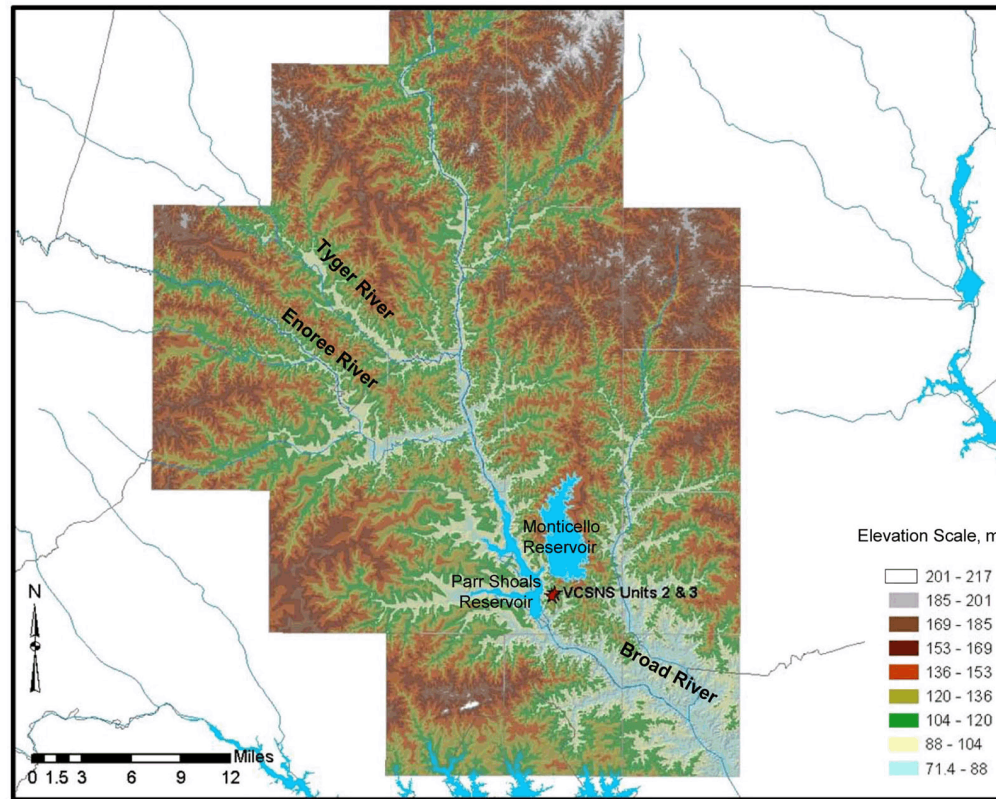 Tyger River
Enoree River
Monticello
Reservoir
Parr Shoals
Reservoir
VCSNS Units 2 & 3
Broad River
Elevation Scale, m
201 - 217
185 - 201
169 - 185
153 - 169
136 - 153
120 - 136
104 - 120
88 - 104
71.4 - 88
N
Miles
0 1.5 3 6 9 12